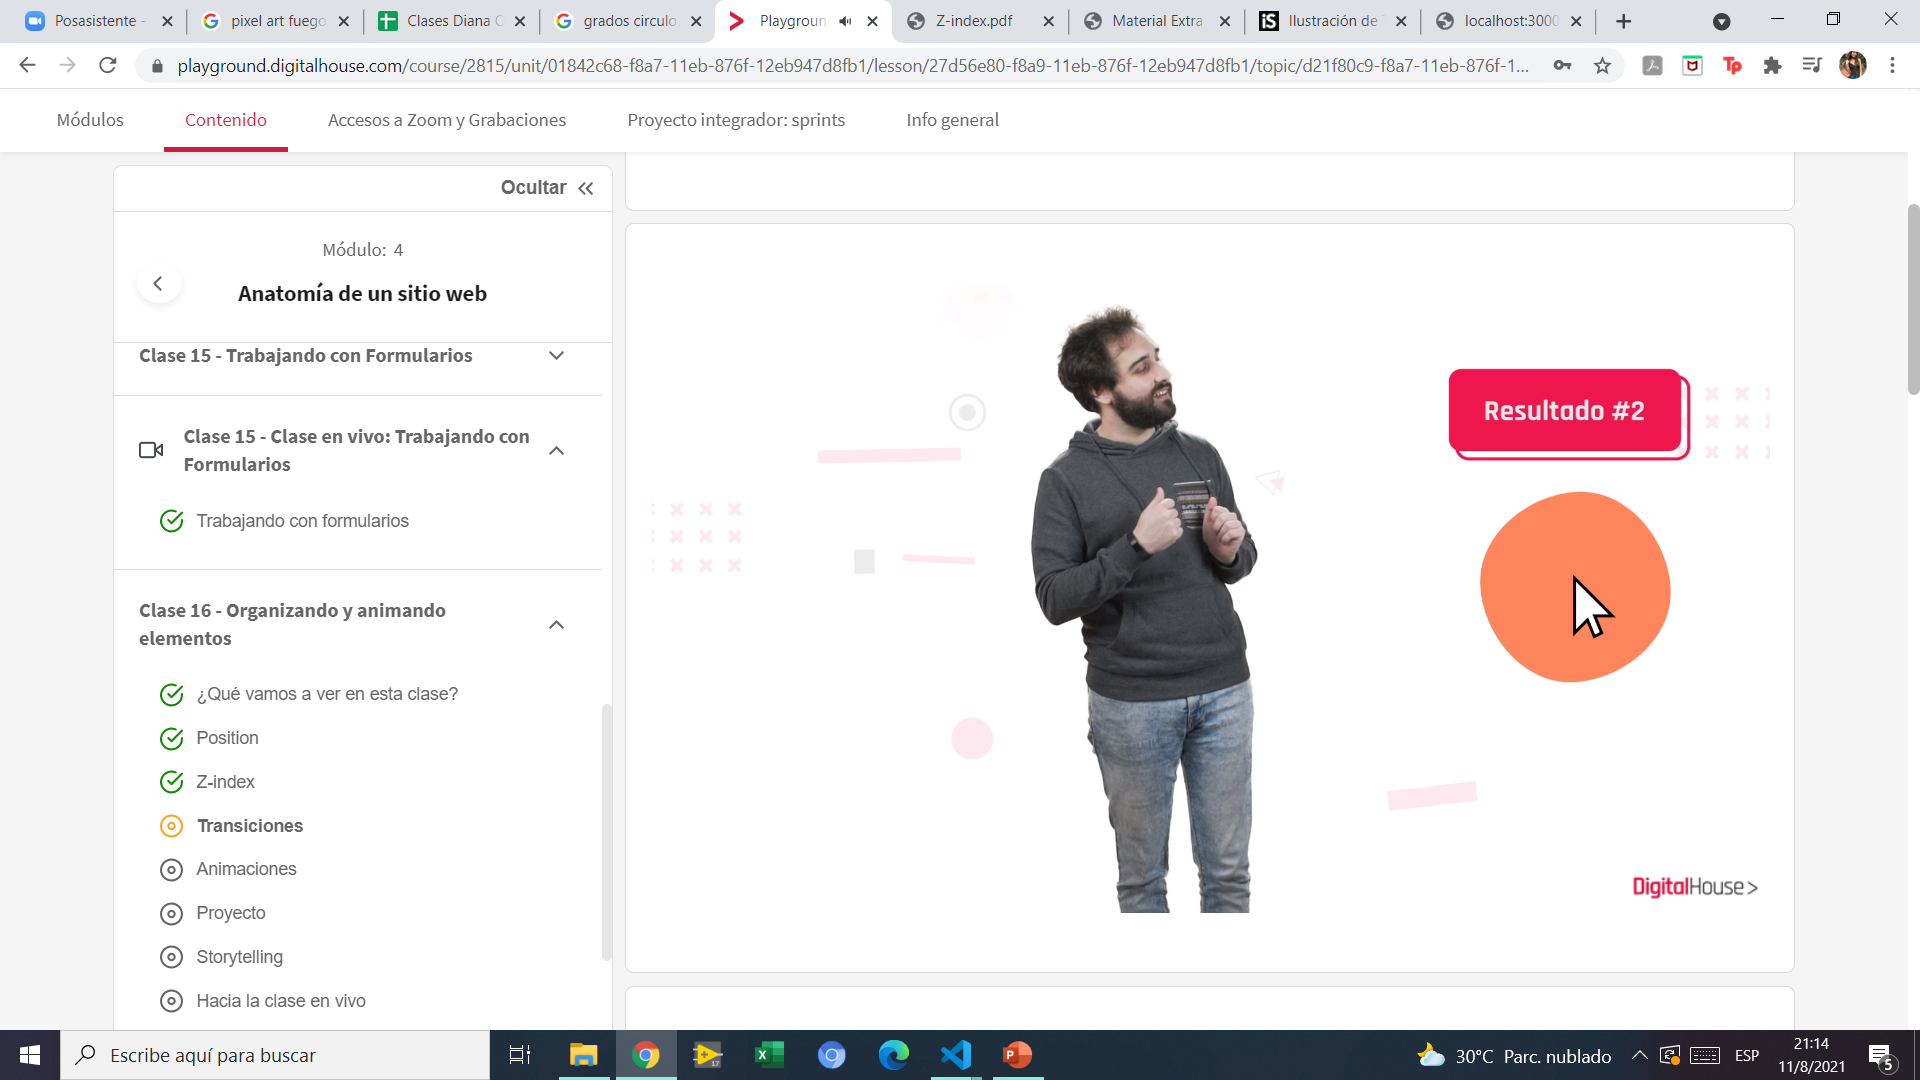 Posasistente -
pixel art fuego
Clases Diana C
grados circulo
Playground
Z-index.pdf
Material Extra
iS
Ilustración de
localhost:3000
playground.digitalhouse.com/course/2815/unit/01842c68-f8a7-11eb-876f-12eb947d8fb1/lesson/27d56e80-f8a9-11eb-876f-12eb947d8fb1/topic/d21f80c9-f8a7-11eb-876f-1...
Tp
Módulos
Contenido
Accesos a Zoom y Grabaciones
Proyecto integrador: sprints
Info general
Ocultar
Módulo: 4
Anatomía de un sitio web
Clase 15 - Trabajando con Formularios
Clase 15 - Clase en vivo: Trabajando con
Formularios
Trabajando con formularios
Clase 16 - Organizando y animando
elementos
¿Qué vamos a ver en esta clase?
Position
Z-index
Transiciones
Animaciones
Proyecto
Storytelling
Hacia la clase en vivo
Resultado #2
DigitalHouse>
Escribe aquí para buscar
30°C Parc. nublado
ESP
21:14
11/8/2021
5